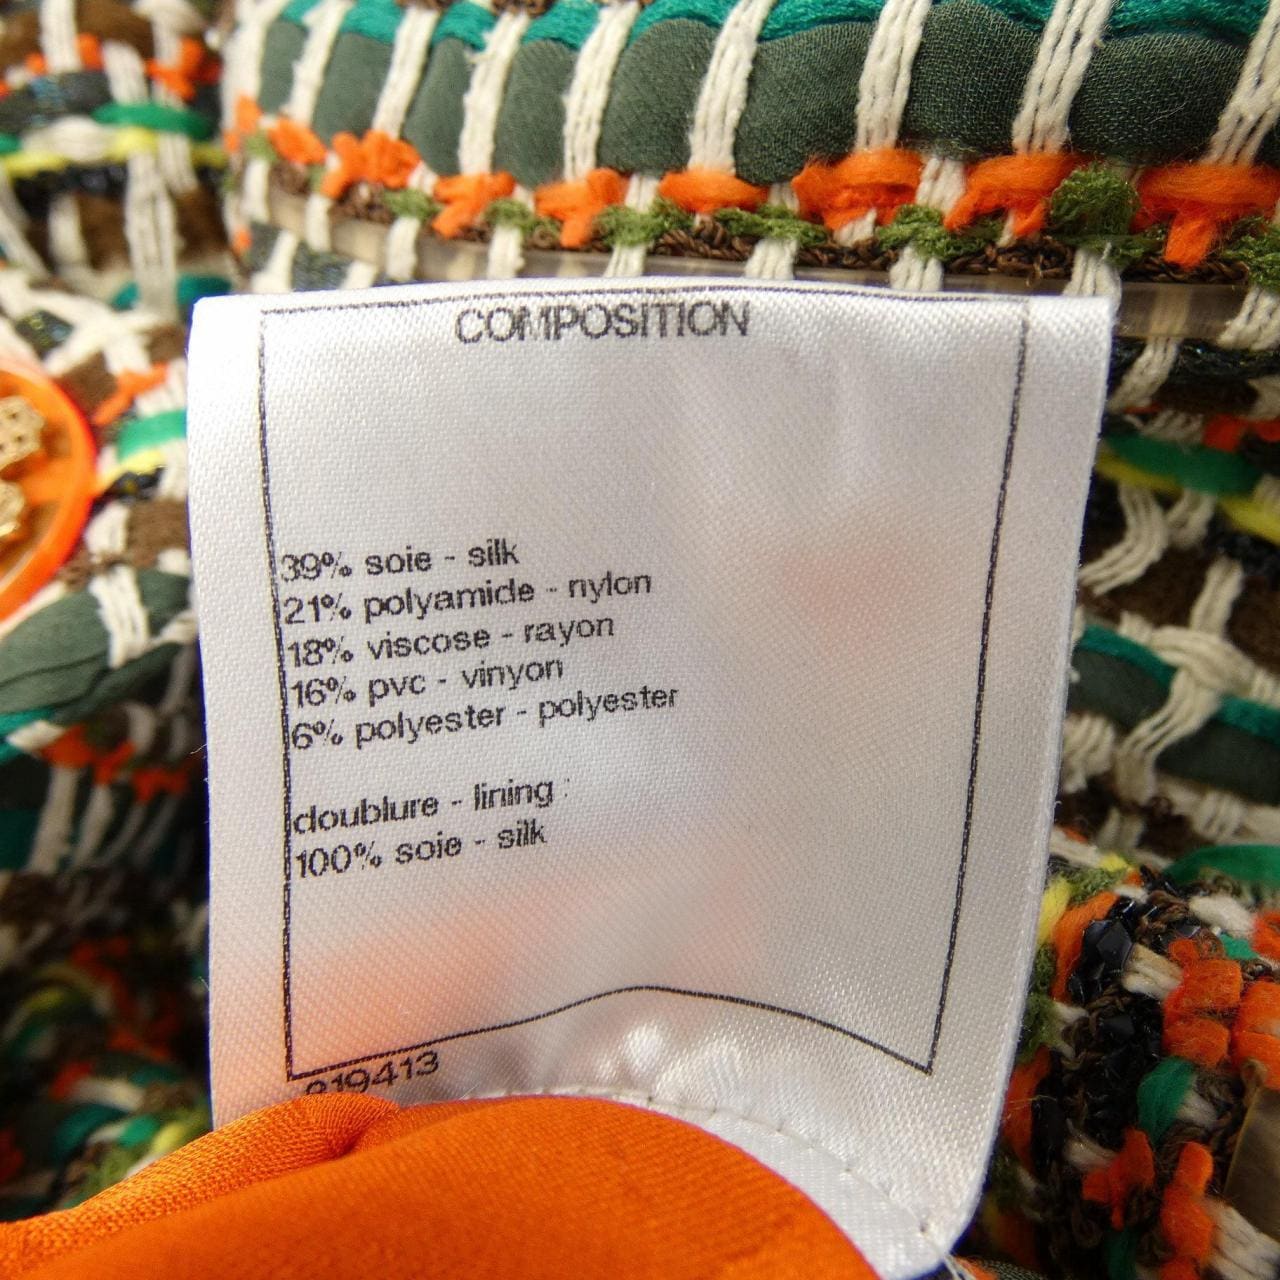 COMPOSITION
39% soie - silk
21% polyamide - nylon
18% viscose - rayon
16% pvc - vinyon
6% polyester - polyester
doublure - lining :
100% soie - silk
819413